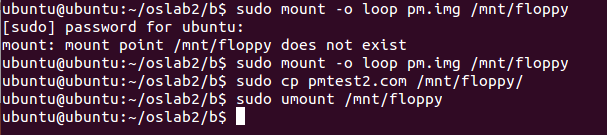 ubuntu@ubuntu:~/oslab2/b$ sudo mount -o loop pm.img /mnt/floppy
[sudo] password for ubuntu:
mount: mount point /mnt/floppy does not exist
ubuntu@ubuntu:~/oslab2/b$ sudo mount -o loop pm.img /mnt/floppy
ubuntu@ubuntu:~/oslab2/b$ sudo cp pmtest2.com /mnt/floppy/
ubuntu@ubuntu:~/oslab2/b$ sudo umount /mnt/floppy
ubuntu@ubuntu:~/oslab2/b$